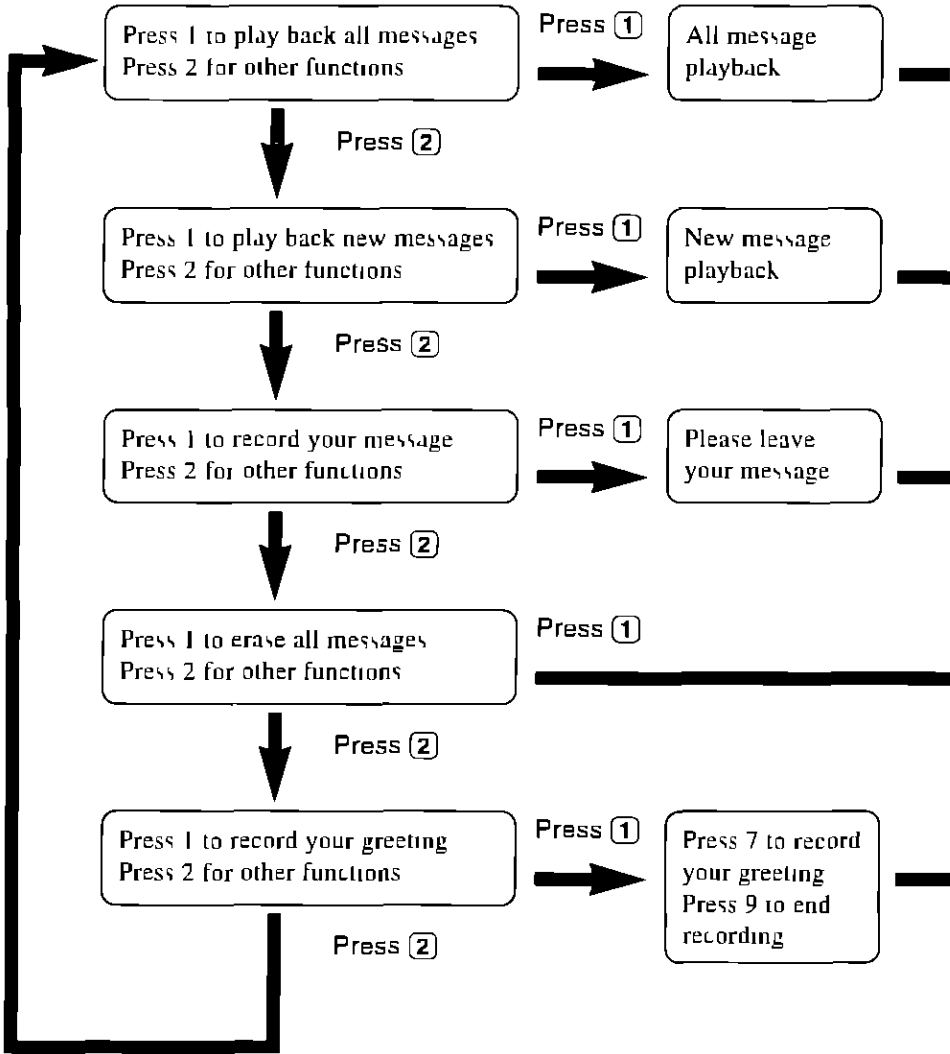 Press 1 to play back all messages
Press 2 for other functions
Press 1
All message
playback
Press 2
Press 1 to play back new messages
Press 2 for other functions
Press 1
New message
playback
Press 2
Press 1 to record your message
Press 2 for other functions
Press 1
Please leave
your message
Press 2
Press 1 to erase all messages
Press 2 for other functions
Press 1
Press 2
Press 1 to record your greeting
Press 2 for other functions
Press 1
Press 7 to record
your greeting
Press 9 to end
recording
Press 2